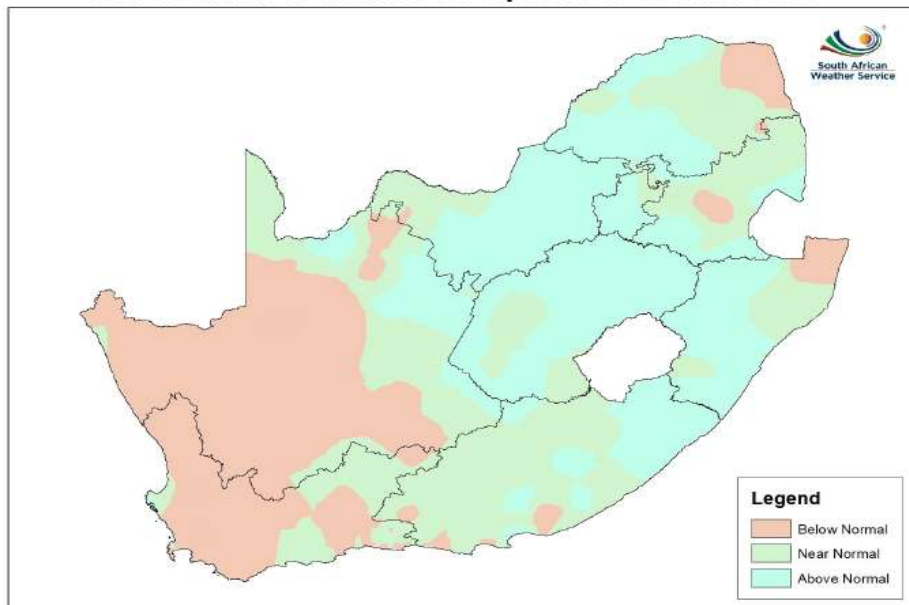 South African
Weather Service
Legend
Below Normal
Near Normal
Above Normal